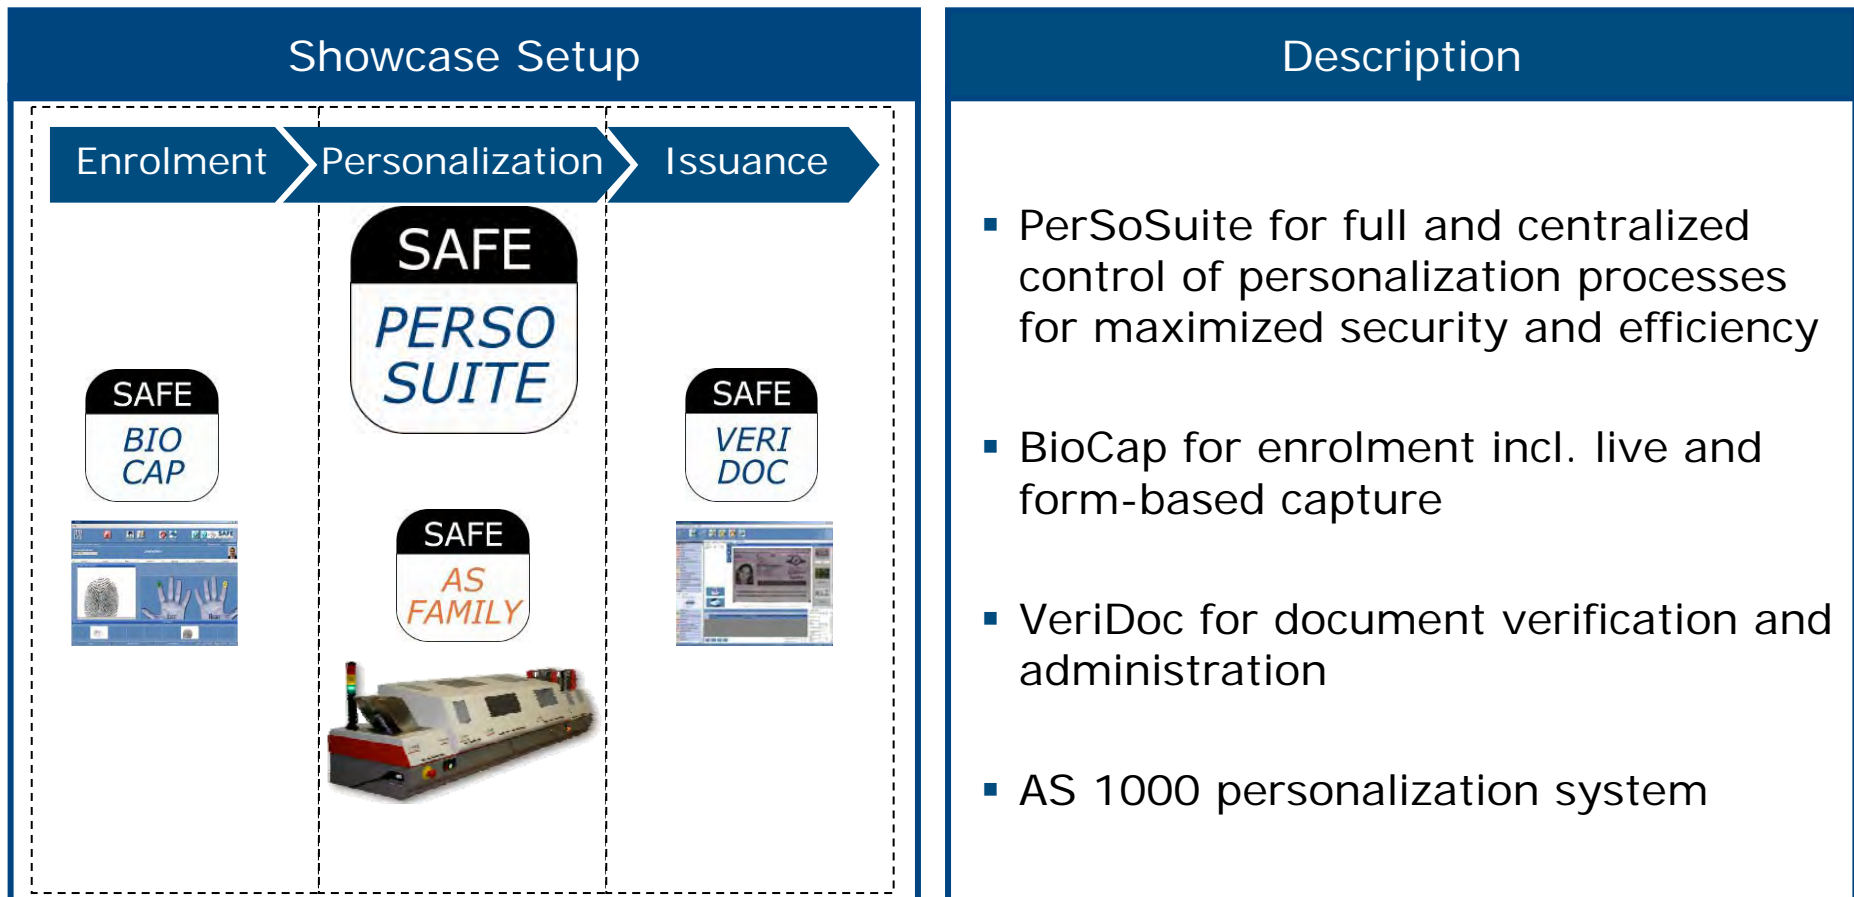 Showcase Setup
Enrolment
Personalization
Issuance
SAFE
PERSO
SUITE
SAFE
BIO
CAP
SAFE
VERI
DOC
SAFE
AS
FAMILY
Description
▪ PerSoSuite for full and centralized
control of personalization processes
for maximized security and efficiency
▪ BioCap for enrolment incl. live and
form-based capture
▪ VeriDoc for document verification and
administration
▪ AS 1000 personalization system